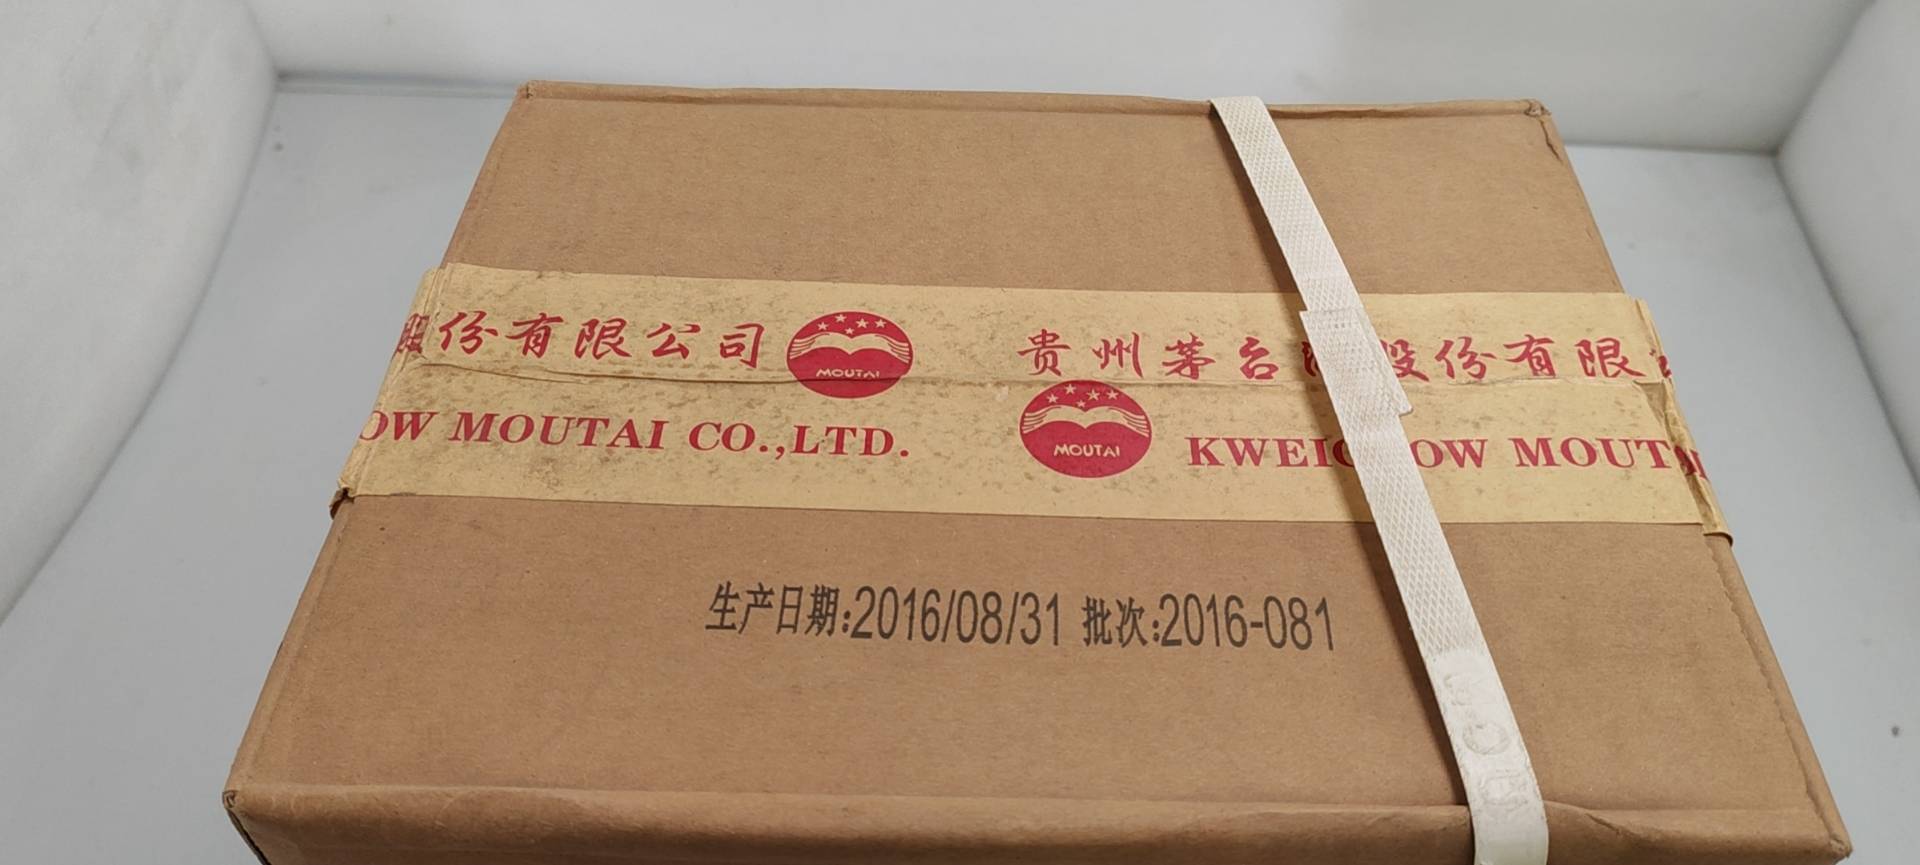 份有限公司
MOUTAI
贵州茅台 股份有限
OW MOUTAI CO.,LTD.
MOUTAI
KWEIC OW MOUT
生产日期:2016/08/31 批次:2016-081